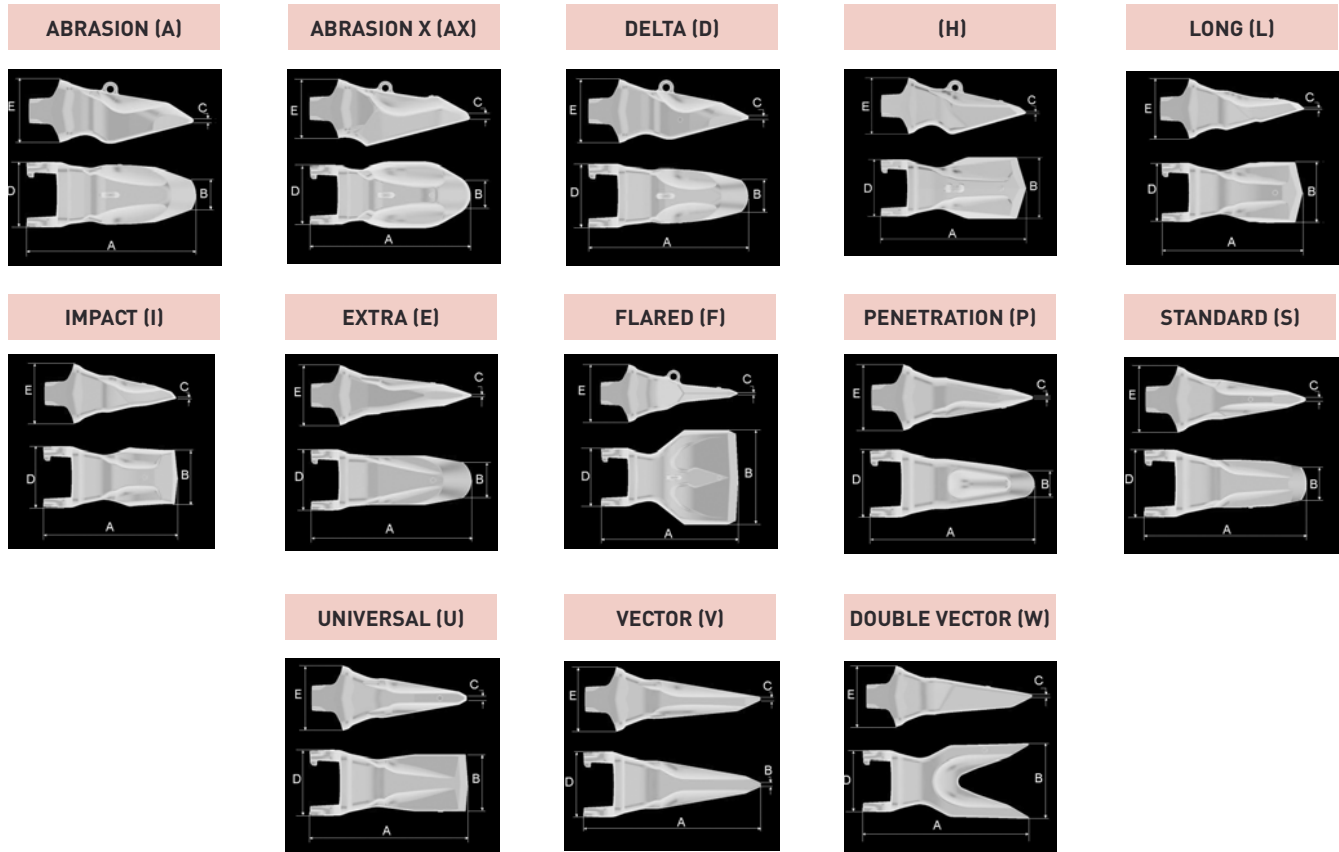 ABRASION (A)
ABRASION X (AX)
DELTA (D)
(H)
LONG (L)
E
C
D
B
A
E
C
D
B
A
E
C
D
B
A
E
C
D
B
A
E
C
D
B
A
IMPACT (I)
EXTRA (E)
FLARED (F)
PENETRATION (P)
STANDARD (S)
E
C
D
B
A
E
C
D
B
A
E
C
D
B
A
E
C
D
B
A
E
C
D
B
A
UNIVERSAL (U)
VECTOR (V)
DOUBLE VECTOR (W)
E
C
D
B
A
E
C
D
B
A
E
C
D
B
A